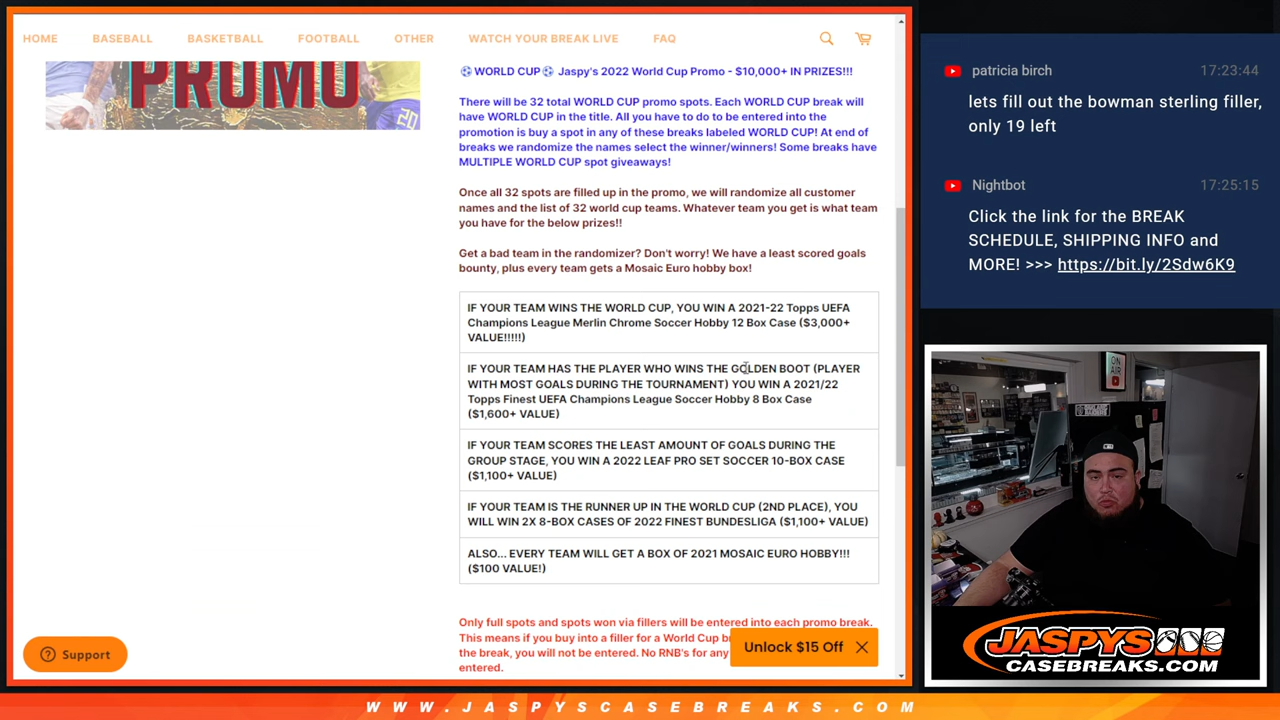 HOME BASEBALL BASKETBALL FOOTBALL OTHER WATCH YOUR BREAK LIVE FAQ
PROMO
20
⚽WORLD CUP⚽ Jaspy's 2022 World Cup Promo - $10,000+ IN PRIZES!!!
There will be 32 total WORLD CUP promo spots. Each WORLD CUP break will
have WORLD CUP in the title. All you have to do to be entered into the
promotion is buy a spot in any of these breaks labeled WORLD CUP! At end of
breaks we randomize the names select the winner/winners! Some breaks have
MULTIPLE WORLD CUP spot giveaways!
Once all 32 spots are filled up in the promo, we will randomize all customer
names and the list of 32 world cup teams. Whatever team you get is what team
you have for the below prizes!!
Get a bad team in the randomizer? Don't worry! We have a least scored goals
bounty, plus every team gets a Mosaic Euro hobby box!
IF YOUR TEAM WINS THE WORLD CUP, YOU WIN A 2021-22 Topps UEFA
Champions League Merlin Chrome Soccer Hobby 12 Box Case ($3,000+
VALUE!!!!!)
IF YOUR TEAM HAS THE PLAYER WHO WINS THE GOLDEN BOOT (PLAYER
WITH MOST GOALS DURING THE TOURNAMENT) YOU WIN A 2021/22
Topps Finest UEFA Champions League Soccer Hobby 8 Box Case
($1,600+ VALUE)
IF YOUR TEAM SCORES THE LEAST AMOUNT OF GOALS DURING THE
GROUP STAGE, YOU WIN A 2022 LEAF PRO SET SOCCER 10-BOX CASE
($1,100+ VALUE)
IF YOUR TEAM IS THE RUNNER UP IN THE WORLD CUP (2ND PLACE), YOU
WILL WIN 2X 8-BOX CASES OF 2022 FINEST BUNDESLIGA ($1,100+ VALUE)
ALSO... EVERY TEAM WILL GET A BOX OF 2021 MOSAIC EURO HOBBY!!!
($100 VALUE!)
Only full spots and spots won via fillers will be entered into each promo break.
This means if you buy into a filler for a World Cup
the break, you will not be entered. No RNB's for any
entered.
Support
Unlock $15 Off
patricia birch 17:23:44
lets fill out the bowman sterling filler,
only 19 left
Nightbot 17:25:15
Click the link for the BREAK
SCHEDULE, SHIPPING INFO and
MORE! >>> https://bit.ly/2Sdw6K9
ON
AIR
JASPYS
CASEBREAKS.COM
WWW.JASPYSCASEBREAKS.COM